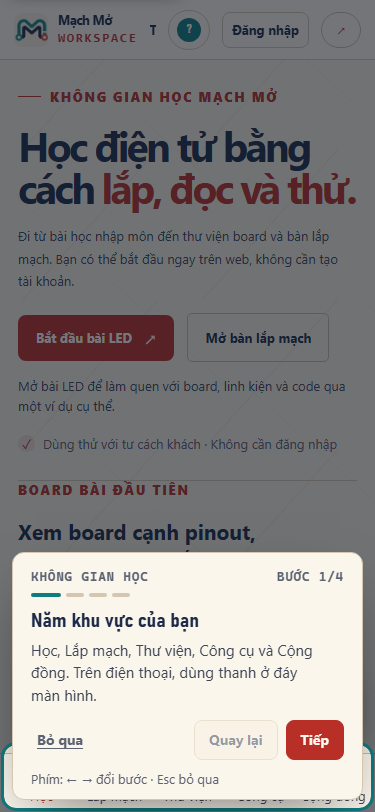 Mạch Mở
WORKSPACE
T
?
Đăng nhập
↗
KHÔNG GIAN HỌC MẠCH MỞ
Học điện tử bằng
cách lắp, đọc và thử.
Đi từ bài học nhập môn đến thư viện board và bàn lắp
mạch. Bạn có thể bắt đầu ngay trên web, không cần tạo
tài khoản.
Bắt đầu bài LED ↗
Mở bàn lắp mạch
Mở bài LED để làm quen với board, linh kiện và code qua
một ví dụ cụ thể.
✓ Dùng thử với tư cách khách · Không cần đăng nhập
BOARD BÀI ĐẦU TIÊN
Xem board cạnh pinout,
KHÔNG GIAN HỌC
BƯỚC 1/4
Năm khu vực của bạn
Học, Lắp mạch, Thư viện, Công cụ và Cộng
đồng. Trên điện thoại, dùng thanh ở đáy
màn hình.
Bỏ qua
Quay lại
Tiếp
Phím: ← → đổi bước · Esc bỏ qua